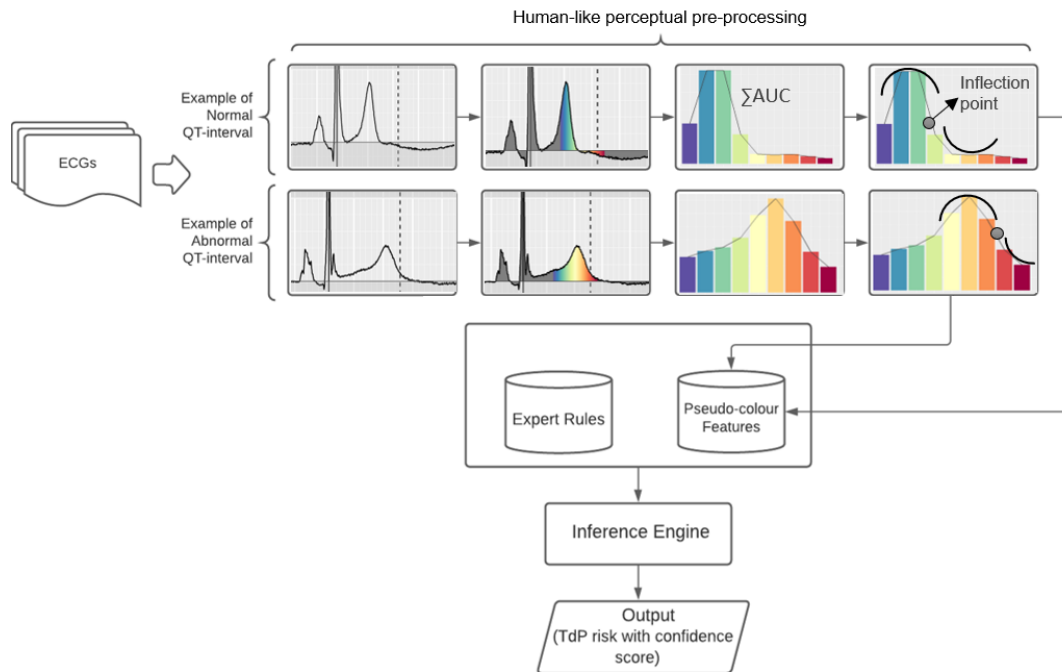 Human-like perceptual pre-processing
Example of
Normal
QT-interval
∑AUC
Inflection
point
ECGs
Example of
Abnormal
QT-interval
Expert Rules
Pseudo-colour
Features
Inference Engine
Output
(TdP risk with confidence
score)